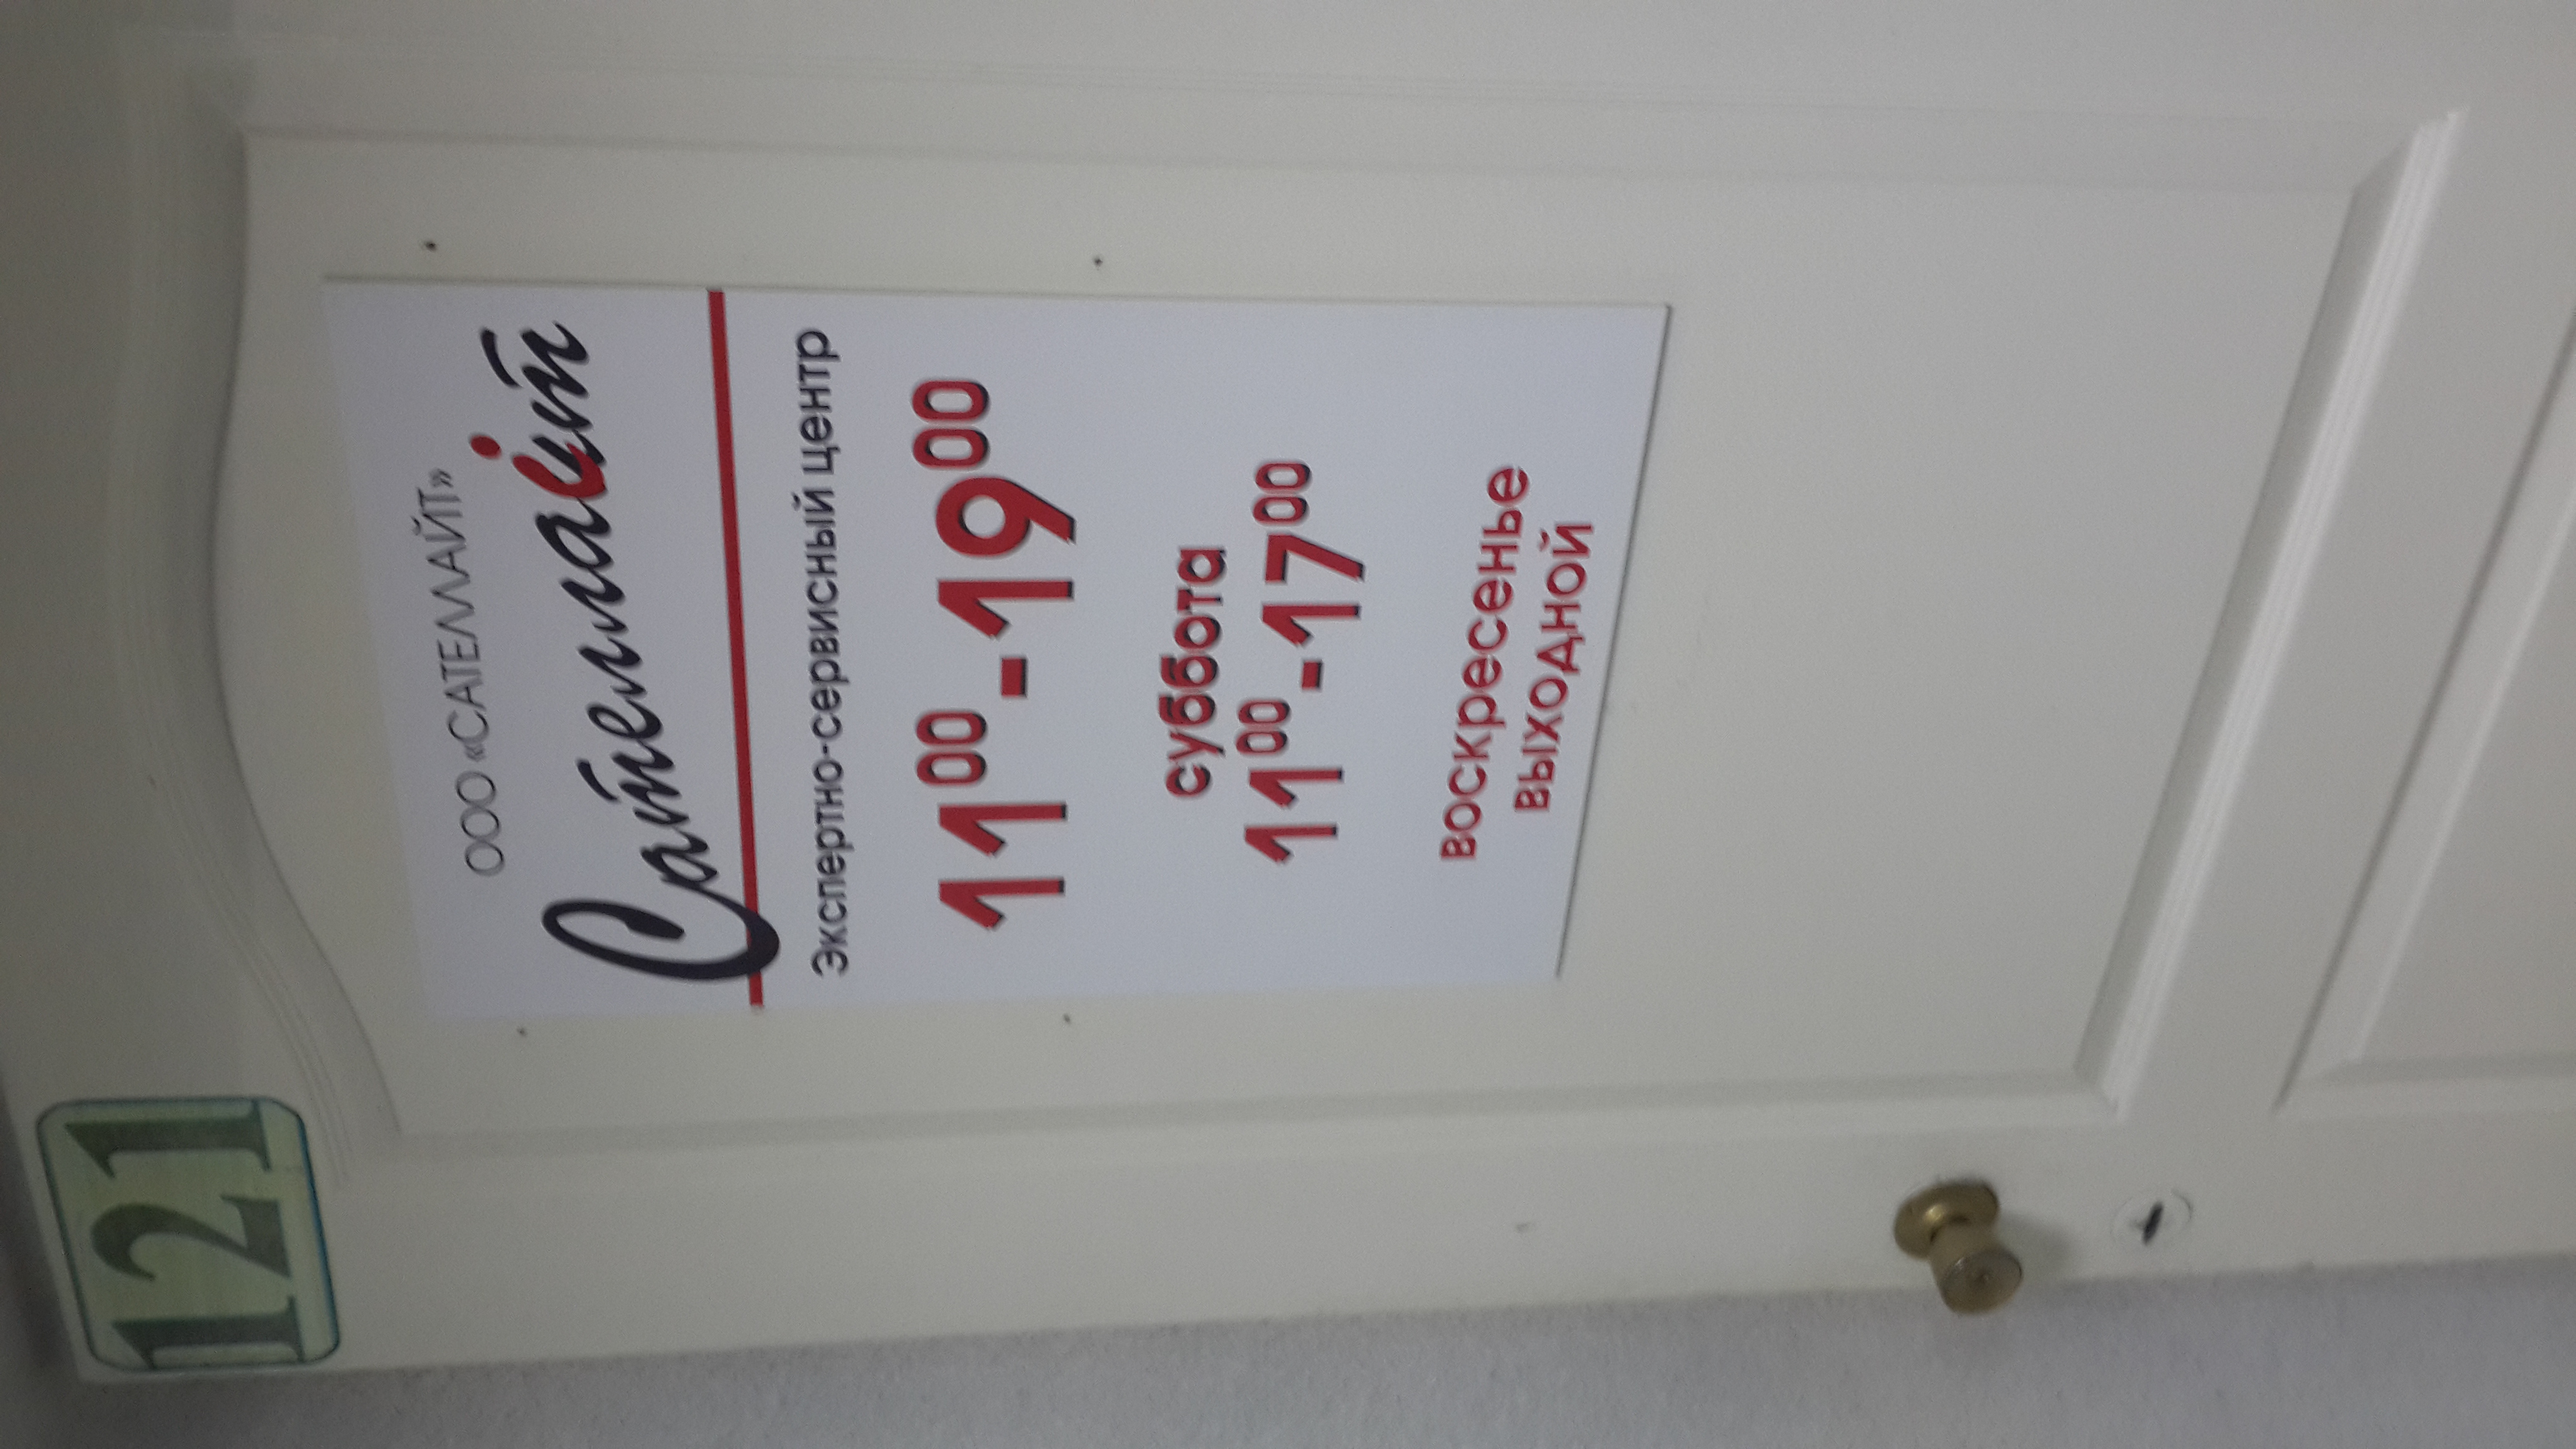 121
ООО «САТЕЛЛАЙТ»
Сателлайт
Экспертно-сервисный центр
11⁰⁰-19⁰⁰
суббота
11⁰⁰-17⁰⁰
воскресенье
выходной